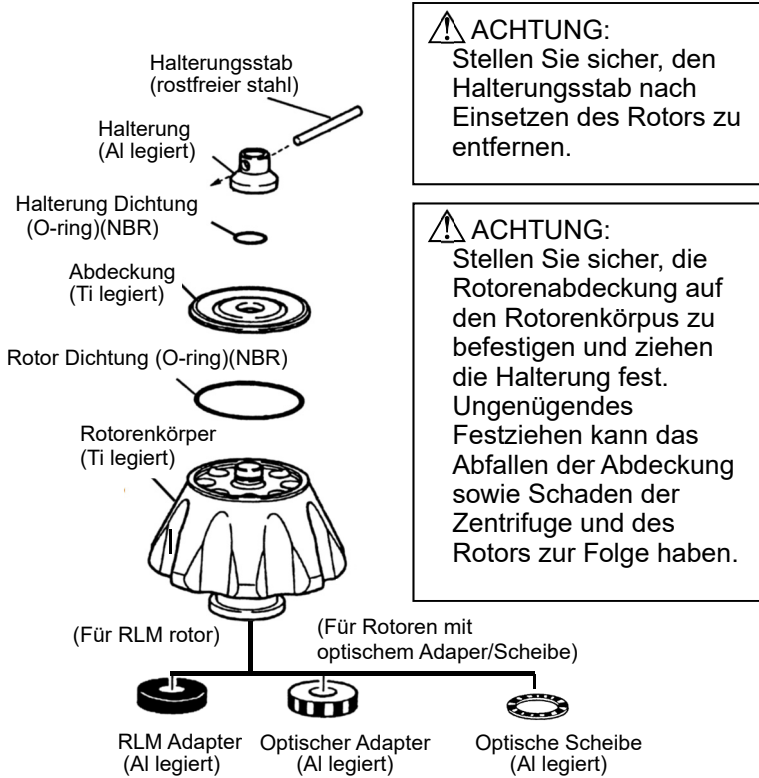 Halterungsstab
(rostfreier stahl)
Halterung
(Al legiert)
Halterung Dichtung
(O-ring)(NBR)
Abdeckung
(Ti legiert)
Rotor Dichtung (O-ring)(NBR)
Rotorenkörper
(Ti legiert)
(Für RLM rotor)
(Für Rotoren mit
optischem Adaper/Scheibe)
RLM Adapter
(Al legiert)
Optischer Adapter
(Al legiert)
Optische Scheibe
(Al legiert)
ACHTUNG:
Stellen Sie sicher, den
Halterungsstab nach
Einsetzen des Rotors zu
entfernen.
ACHTUNG:
Stellen Sie sicher, die
Rotorenabdeckung auf
den Rotorenkörpus zu
befestigen und ziehen
die Halterung fest.
Ungenügendes
Festziehen kann das
Abfallen der Abdeckung
sowie Schaden der
Zentrifuge und des
Rotors zur Folge haben.